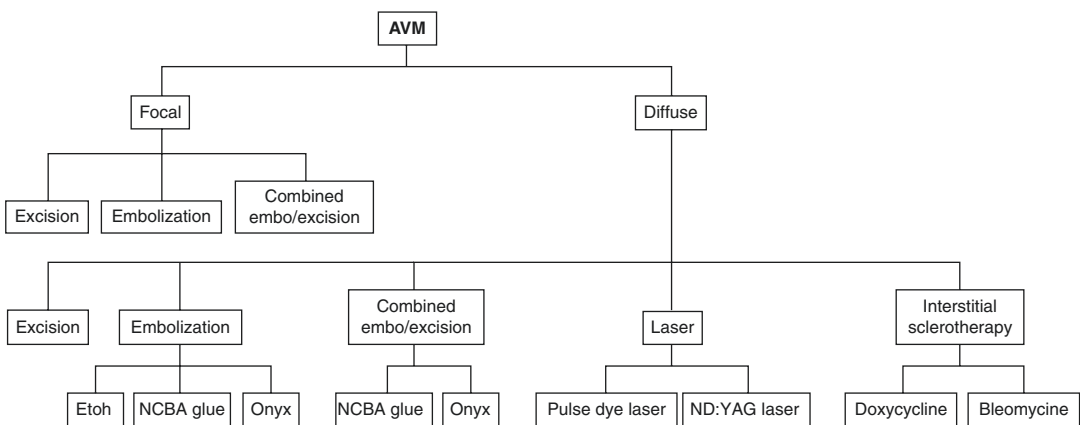 AVM
Focal
Diffuse
Excision
Embolization
Combined
embo/excision
Excision
Embolization
Combined
embo/excision
Laser
Interstitial
sclerotherapy
Etoh
NCBA glue
Onyx
NCBA glue
Onyx
Pulse dye laser
ND:YAG laser
Doxycycline
Bleomycine